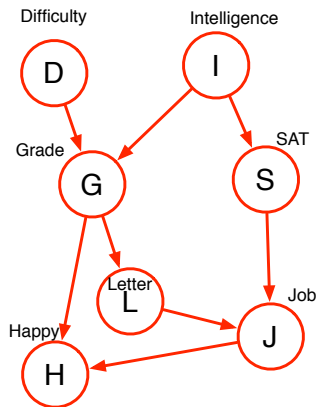 Difficulty
Intelligence
D
I
Grade
SAT
G
S
Letter
L
Job
Happy
J
H